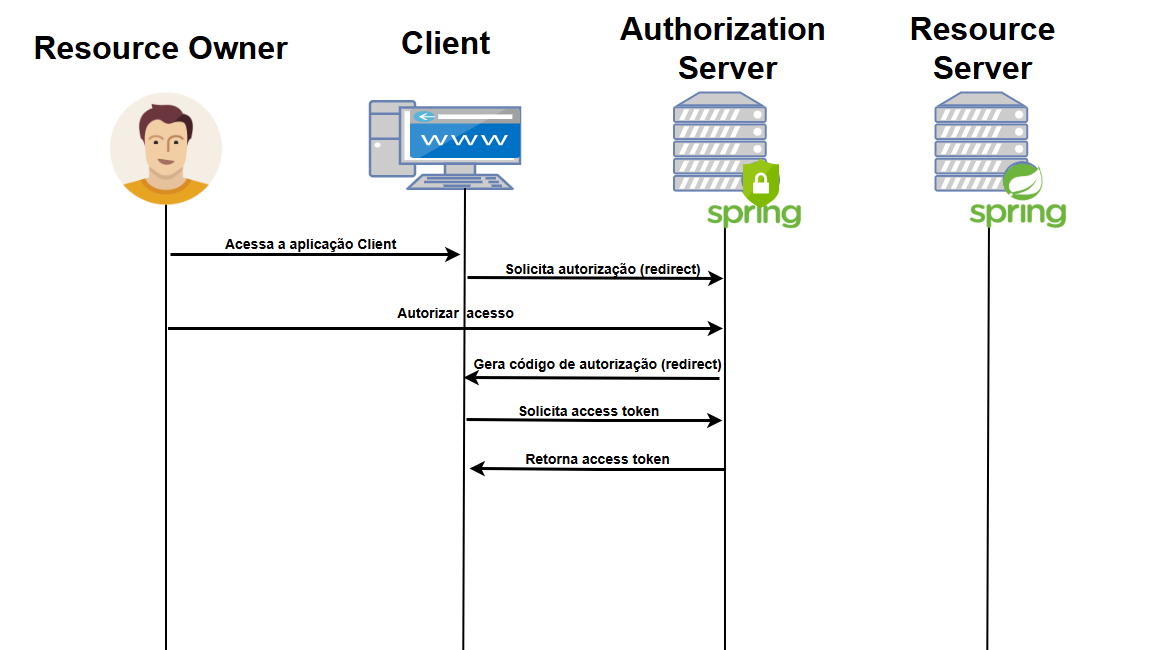 Resource Owner
Client
Authorization
Server
Resource
Server
www
spring
spring
Acessa a aplicação Client
Solicita autorização (redirect)
Autorizar acesso
Gera código de autorização (redirect)
Solicita access token
Retorna access token